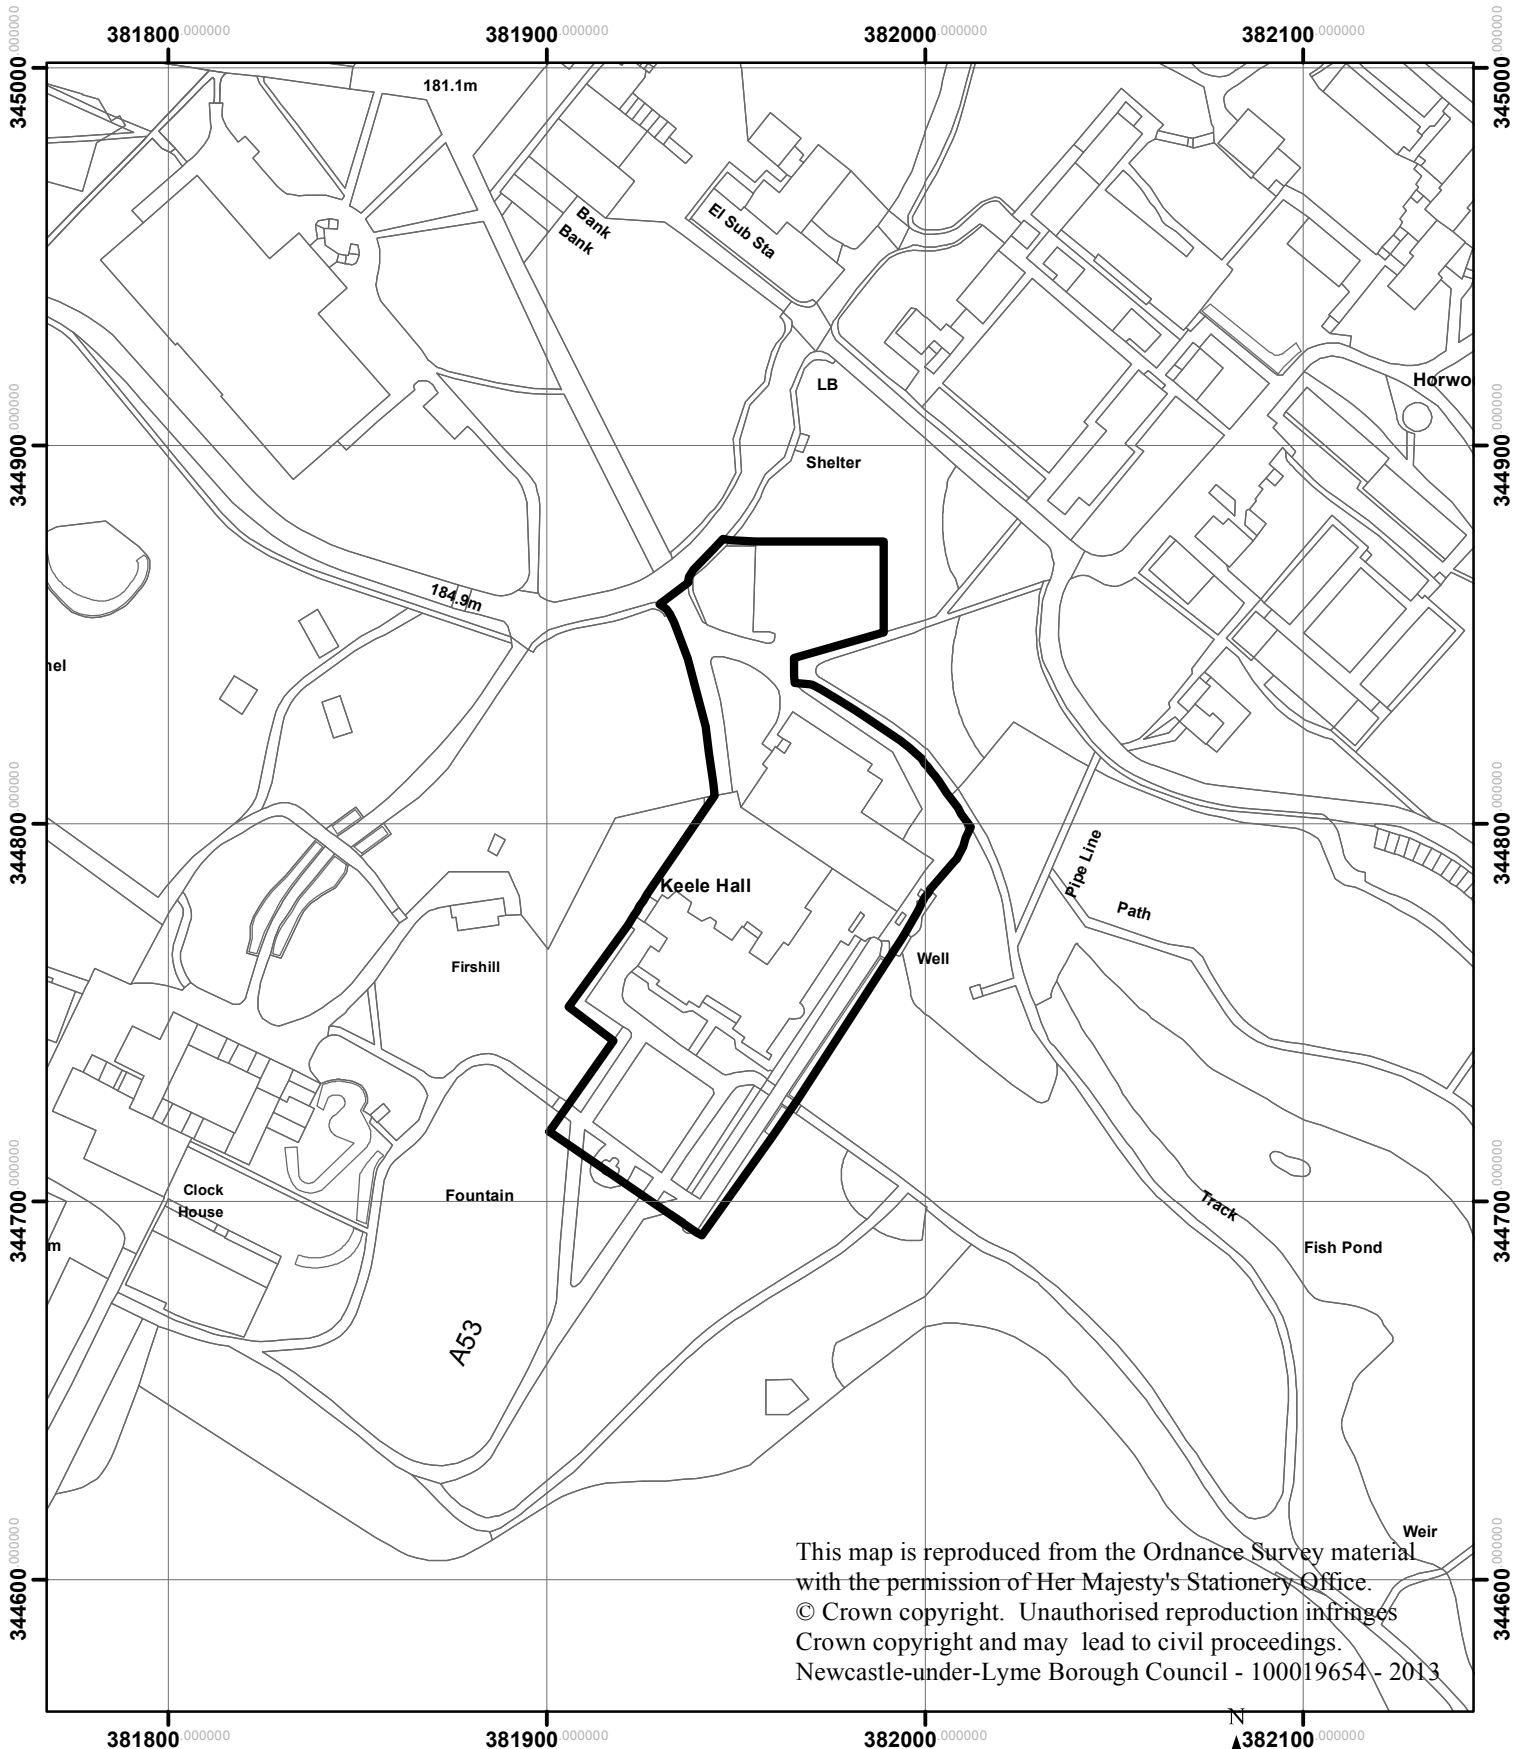 381800.000000 381900.000000 382000.000000 382100.000000
345000.000000
345000.000000
181.1m
Bank
Bank
El Sub Sta
LB
Horwo
344900.000000
344900.000000
Shelter
184.9m
nel
344800.000000
344800.000000
Keele Hall
Pipe Line
Path
Well
Firshill
Clock
House
Fountain
344700.000000
344700.000000
Track
m
Fish Pond
A53
Weir
344600.000000
344600.000000
This map is reproduced from the Ordnance Survey material
with the permission of Her Majesty's Stationery Office.
© Crown copyright. Unauthorised reproduction infringes
Crown copyright and may lead to civil proceedings.
Newcastle-under-Lyme Borough Council - 100019654 - 2013
N
381800.000000 381900.000000 382000.000000 382100.000000